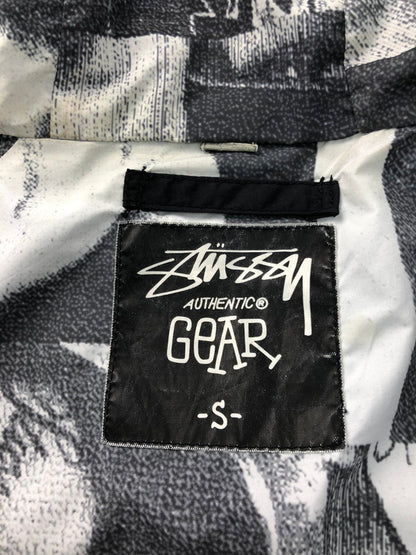 Stüssy
AUTHENTIC®
GEAR
-S-